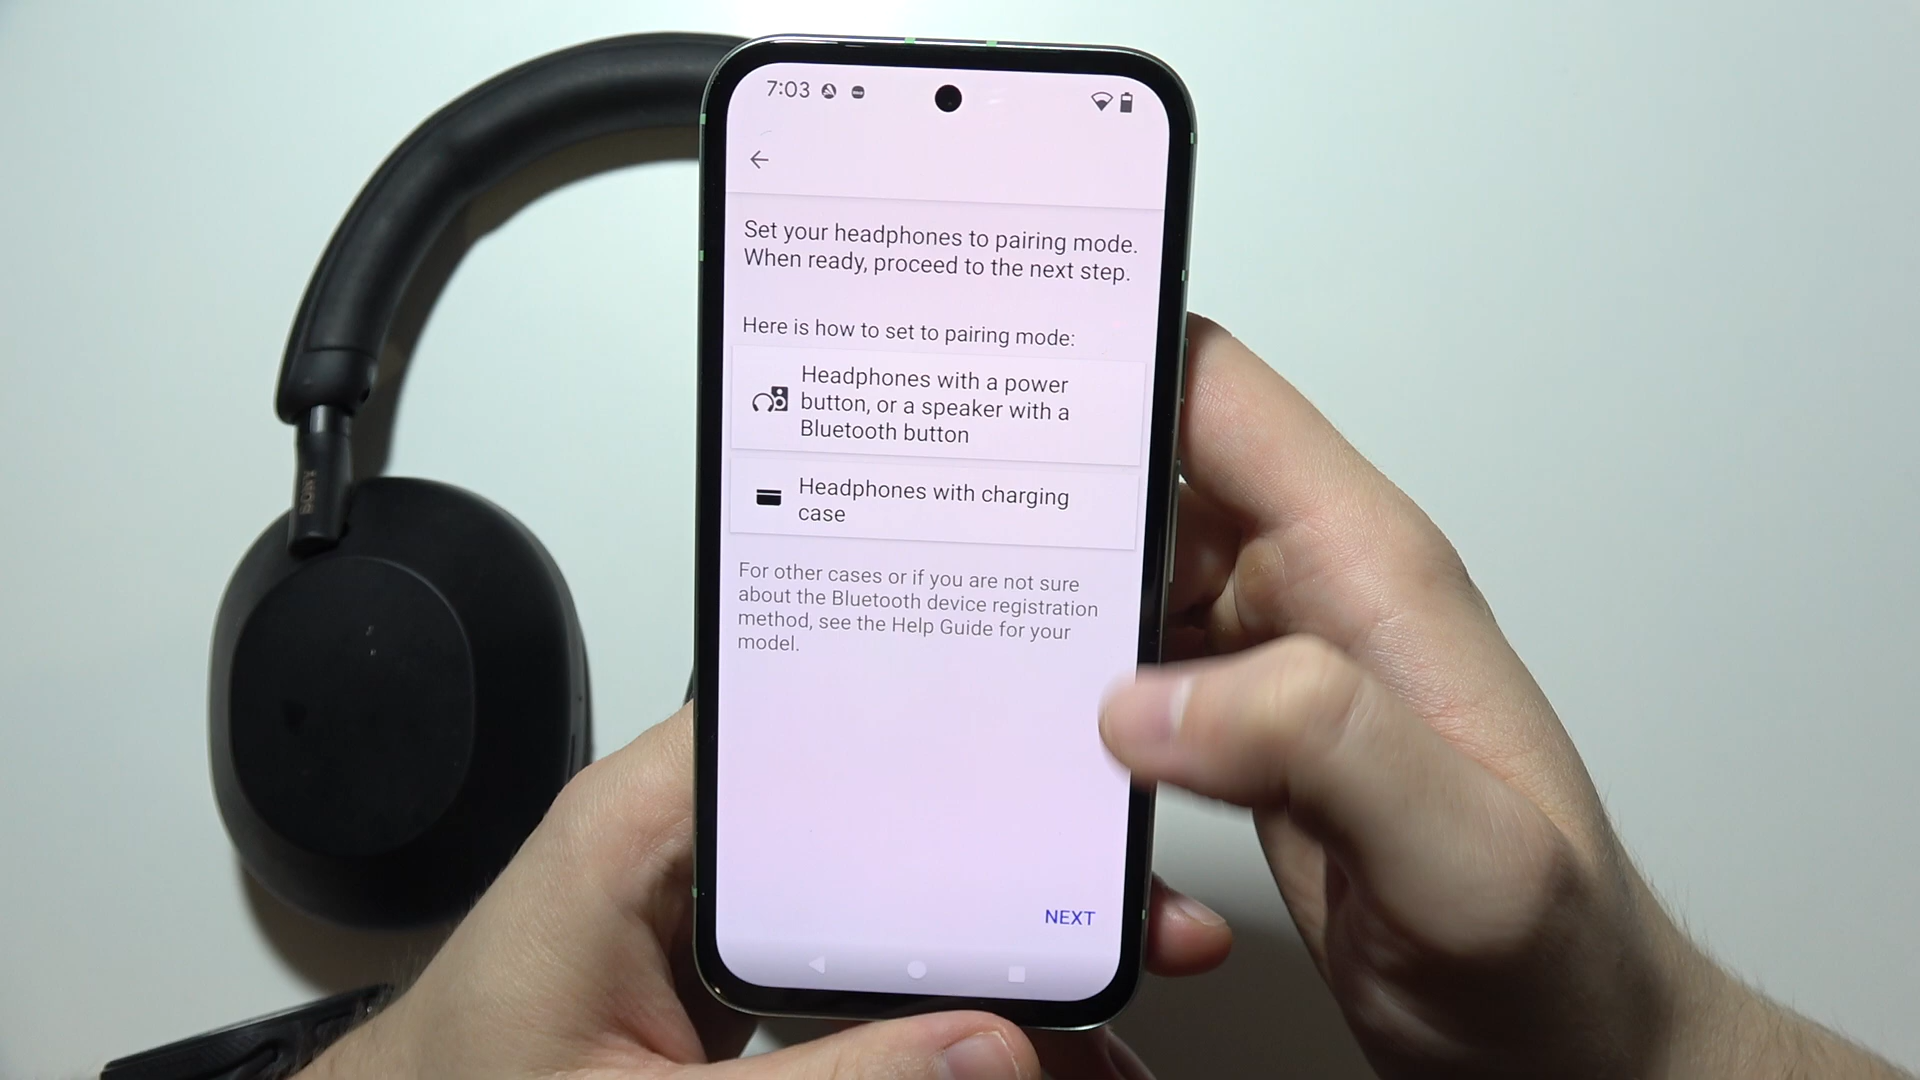 7:03
Set your headphones to pairing mode.
When ready, proceed to the next step.
Here is how to set to pairing mode:
Headphones with a power
button, or a speaker with a
Bluetooth button
Headphones with charging
case
For other cases or if you are not sure
about the Bluetooth device registration
method, see the Help Guide for your
model.
NEXT
SONY